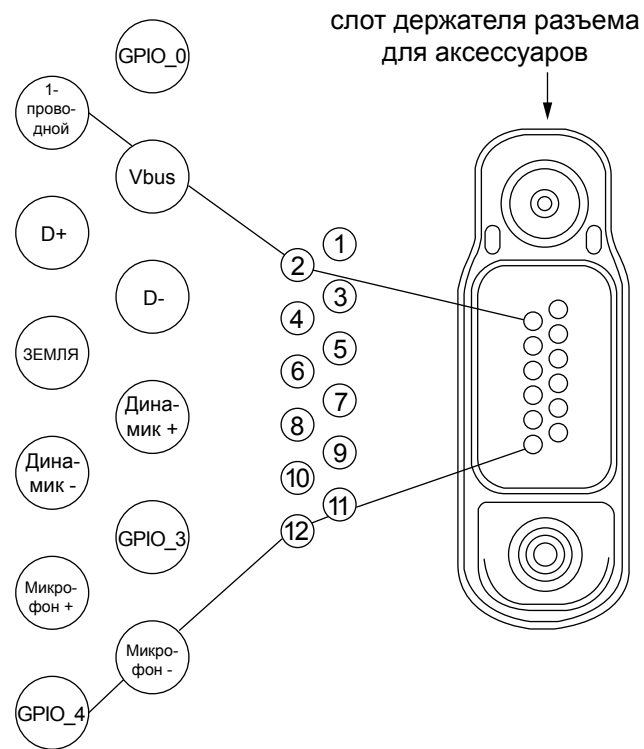 слот держателя разъема
для аксессуаров
GPIO_0
1-
прово-
дной
Vbus
D+
D-
ЗЕМЛЯ
Дина-
мик +
Дина-
мик -
GPIO_3
Микро-
фон +
Микро-
фон -
GPIO_4
1
2
3
4
5
6
7
8
9
10
11
12